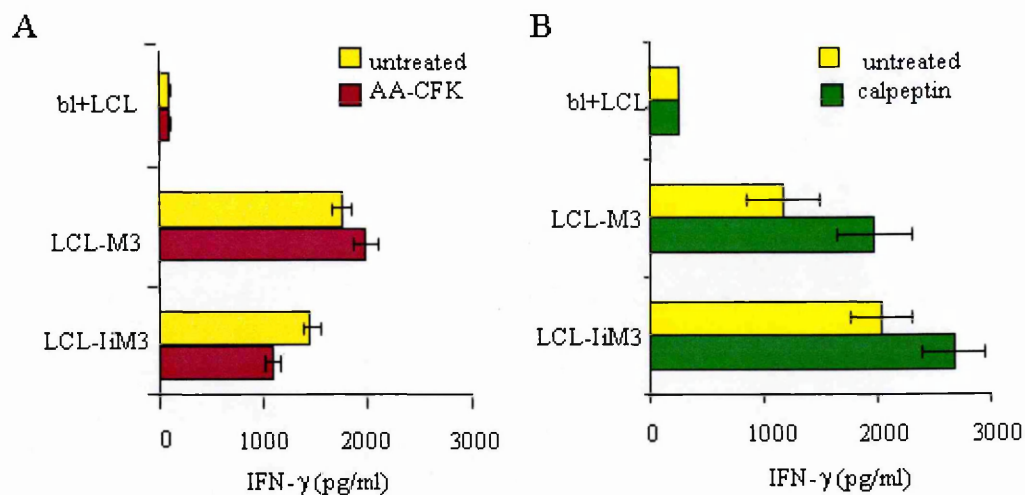 A
untreated
AA-CFK
bl+LCL
LCL-M3
LCL-IiM3
0 1000 2000 3000
IFN-γ (pg/ml)
B
untreated
calpeptin
bl+LCL
LCL-M3
LCL-IiM3
0 1000 2000 3000
IFN-γ (pg/ml)